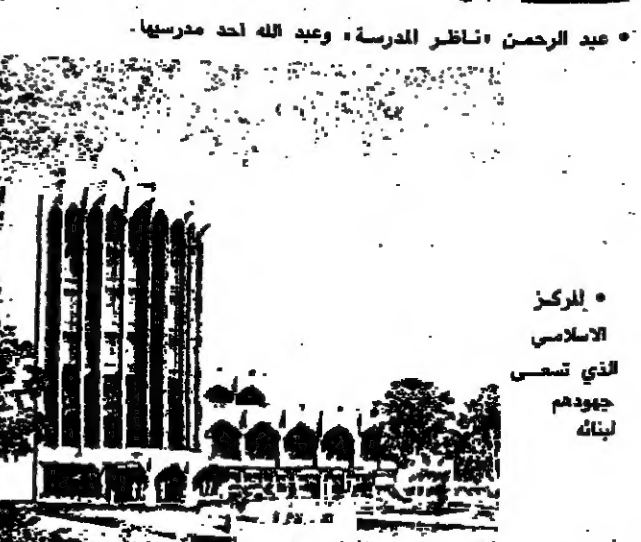 • عبد الرحمن «ناظر المدرسة» وعبد الله احد مدرسيها.
• المركز
الاسلامي
الذي تسعى
جهودهم
لبنائه